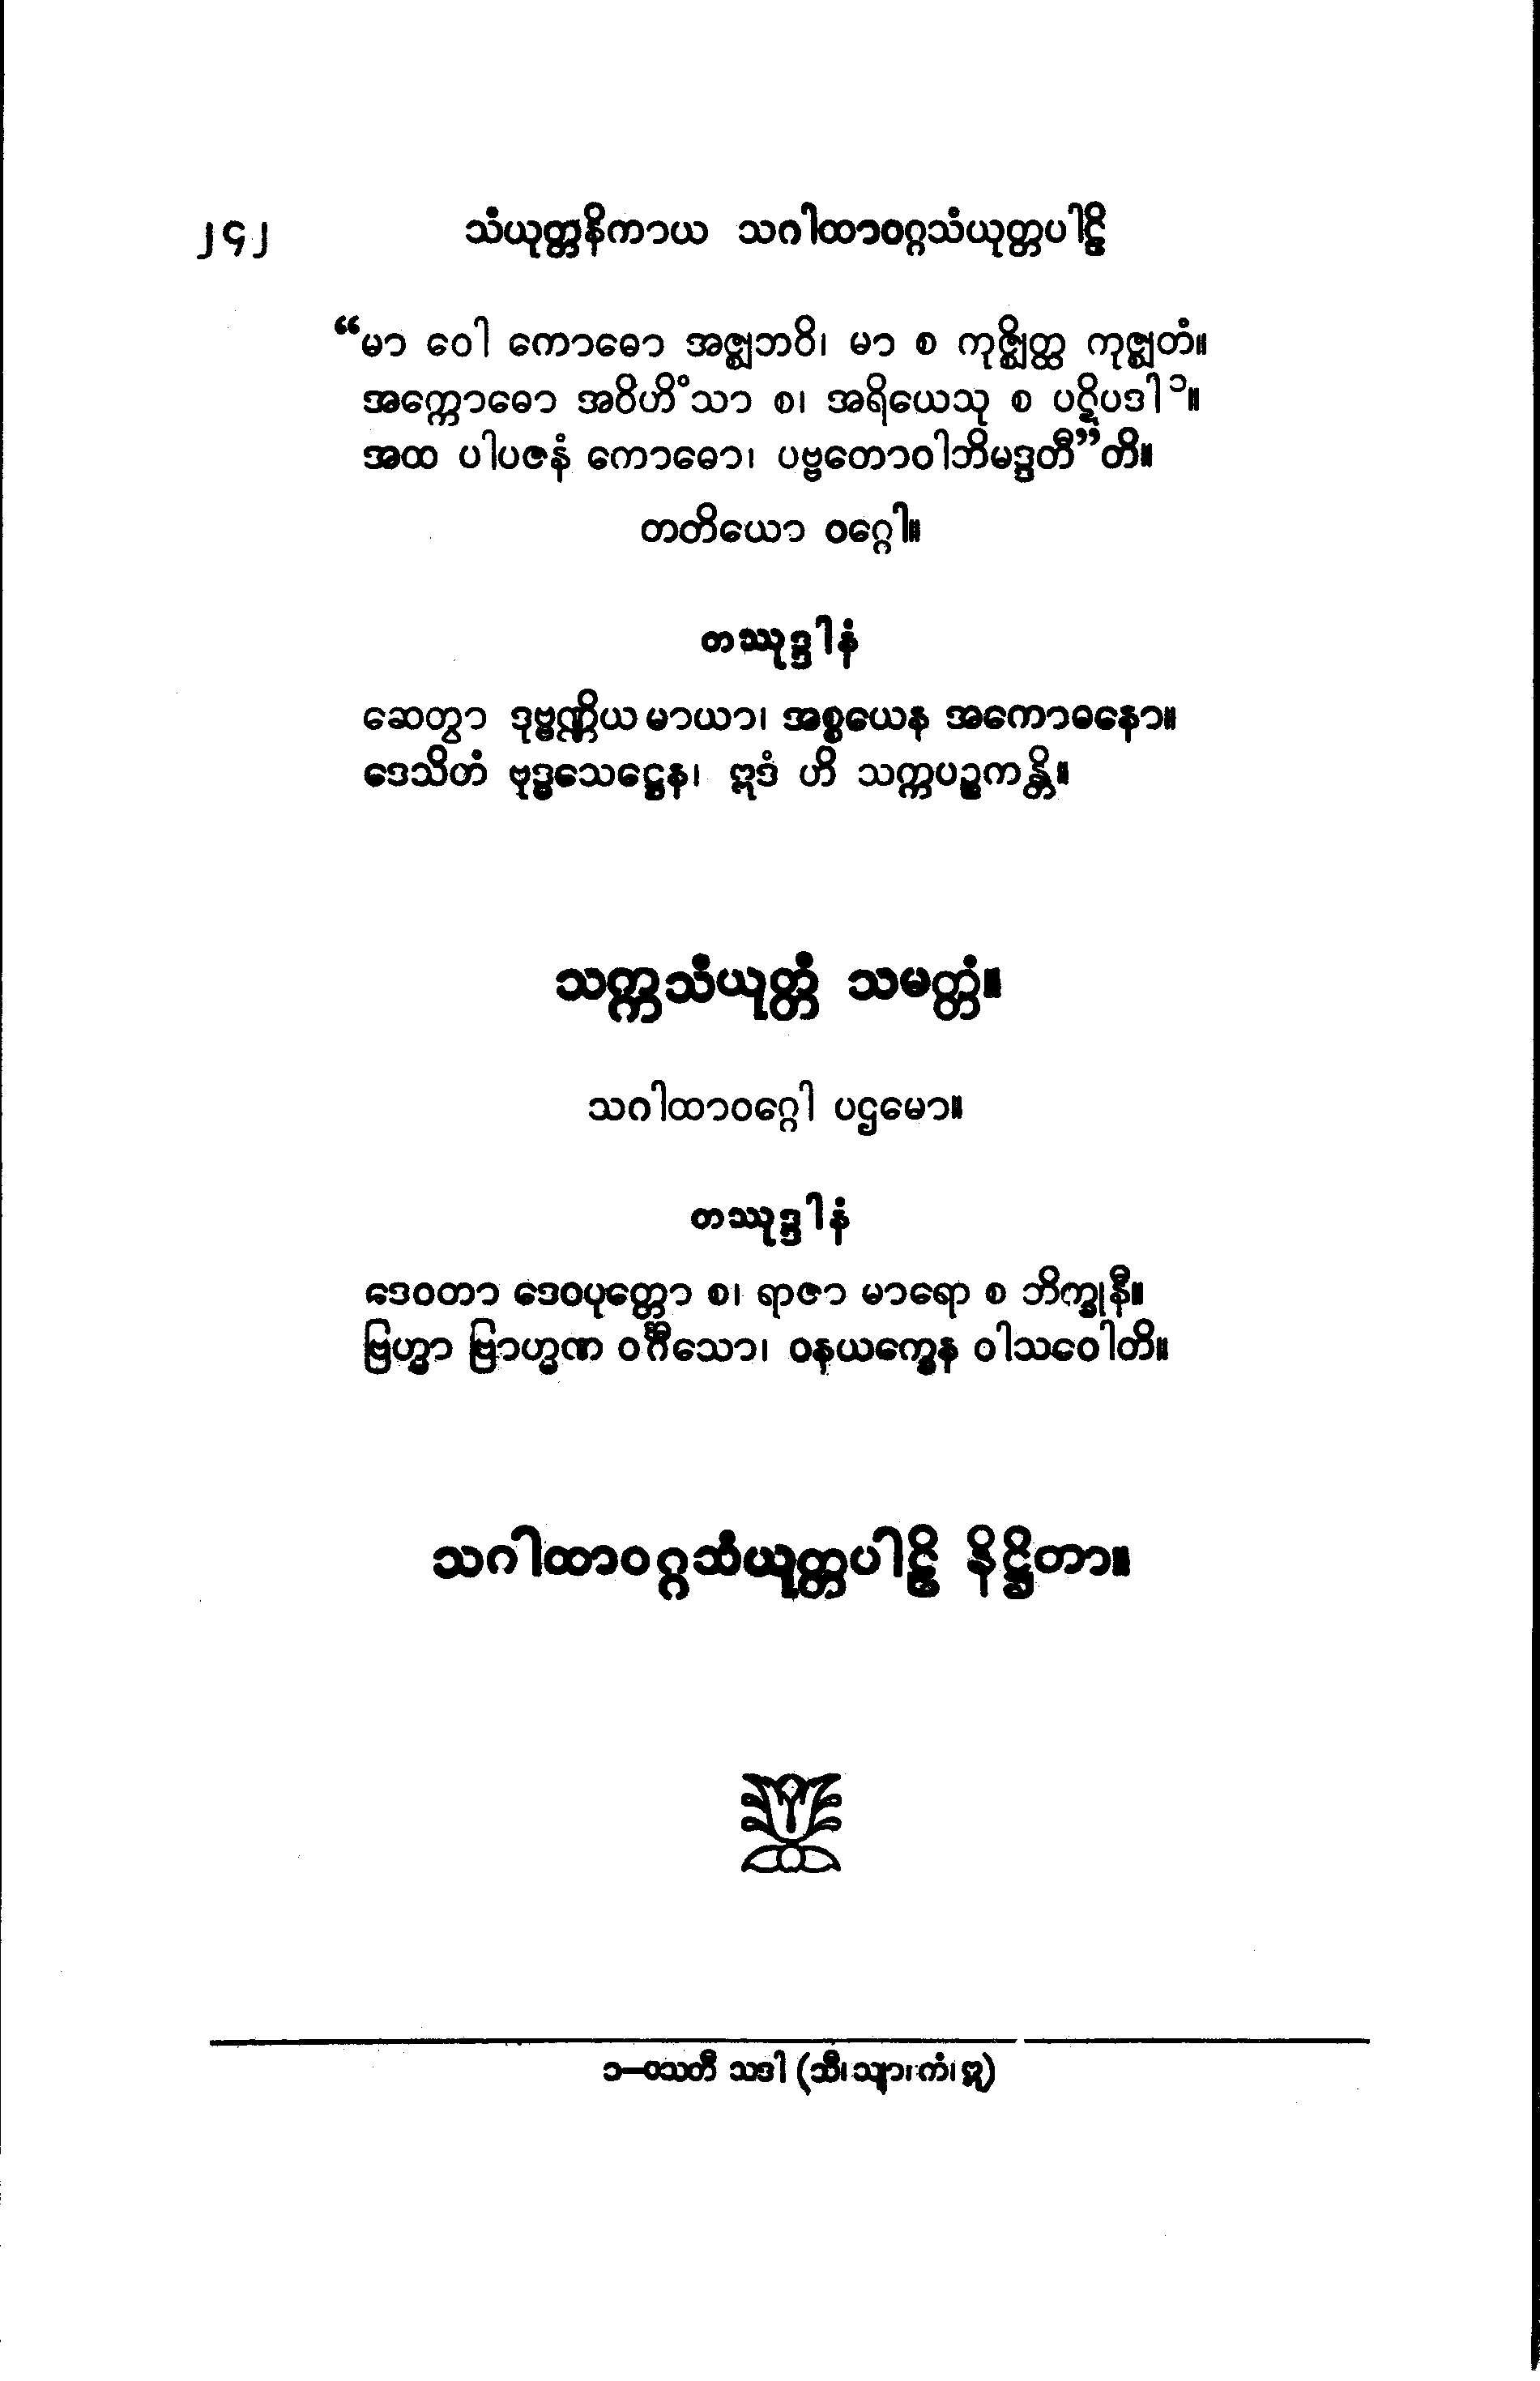 ၂၄၂ သံယုတ္တနိကာယ သဂါထာဝဂ္ဂသံယုတ္တပါဠိ
“မာ ဝေါ ကောဓော အဇ္ဈဘဝိ၊ မာ စ ကုဇ္ဈိတ္ထ ကုဇ္ဈတံ။
အက္ကောဓော အဝိဟိံသာ စ၊ အရိယေသု စ ပဋိပဒါ၁။
အထ ပါပဇနံ ကောဓော၊ ပဗ္ဗတောဝါဘိမဒ္ဒတီ”တိ။
တတိယော ဝဂ္ဂေါ။
တဿုဒ္ဒါနံ
ဆေတွာ ဒုဗ္ဗဏ္ဏိယ မာယာ၊ အစ္စယေန အကောဓနော။
ဒေသိတံ ဗုဒ္ဓသေဋ္ဌေန၊ ဣဒံ ဟိ သက္ကပဉ္စကန္တိ။
သက္ကသံယုတ္တံ သမတ္တံ။
သဂါထာဝဂ္ဂေါ ပဌမော။
တဿုဒ္ဒါနံ
ဒေဝတာ ဒေဝပုတ္တော စ၊ ရာဇာ မာရော စ ဘိက္ခုနီ။
ဗြဟ္မာ ဗြာဟ္မဏ ဝင်္ဂီသော၊ ဝနယက္ခေန ဝါသဝေါတိ။
သဂါထာဝဂ္ဂသံယုတ္တပါဠိ နိဋ္ဌိတာ။
၁−ဝသတီ သဒါ (သီ၊ သျာ၊ ကံ၊ ဣ)